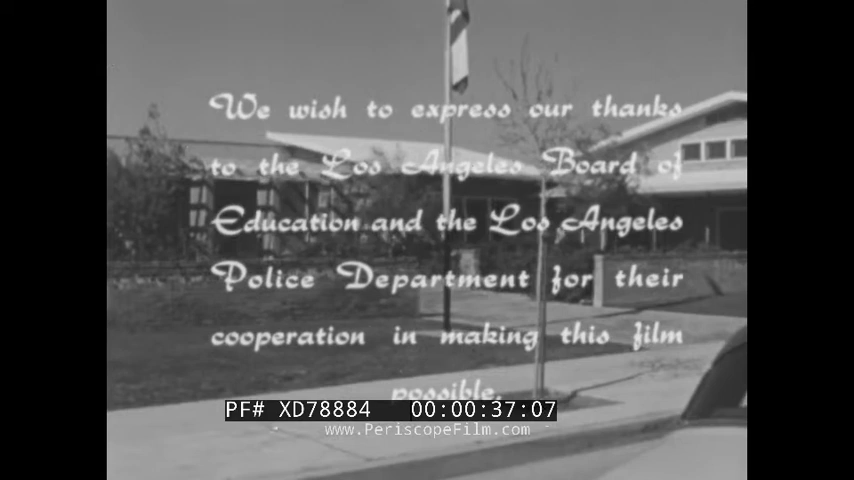 We wish to express our thanks
to the Los Angeles Board of
Education and the Los Angeles
Police Department for their
cooperation in making this film
possible.
PF# XD78884 00:00:37:07
www.PeriscopeFilm.com